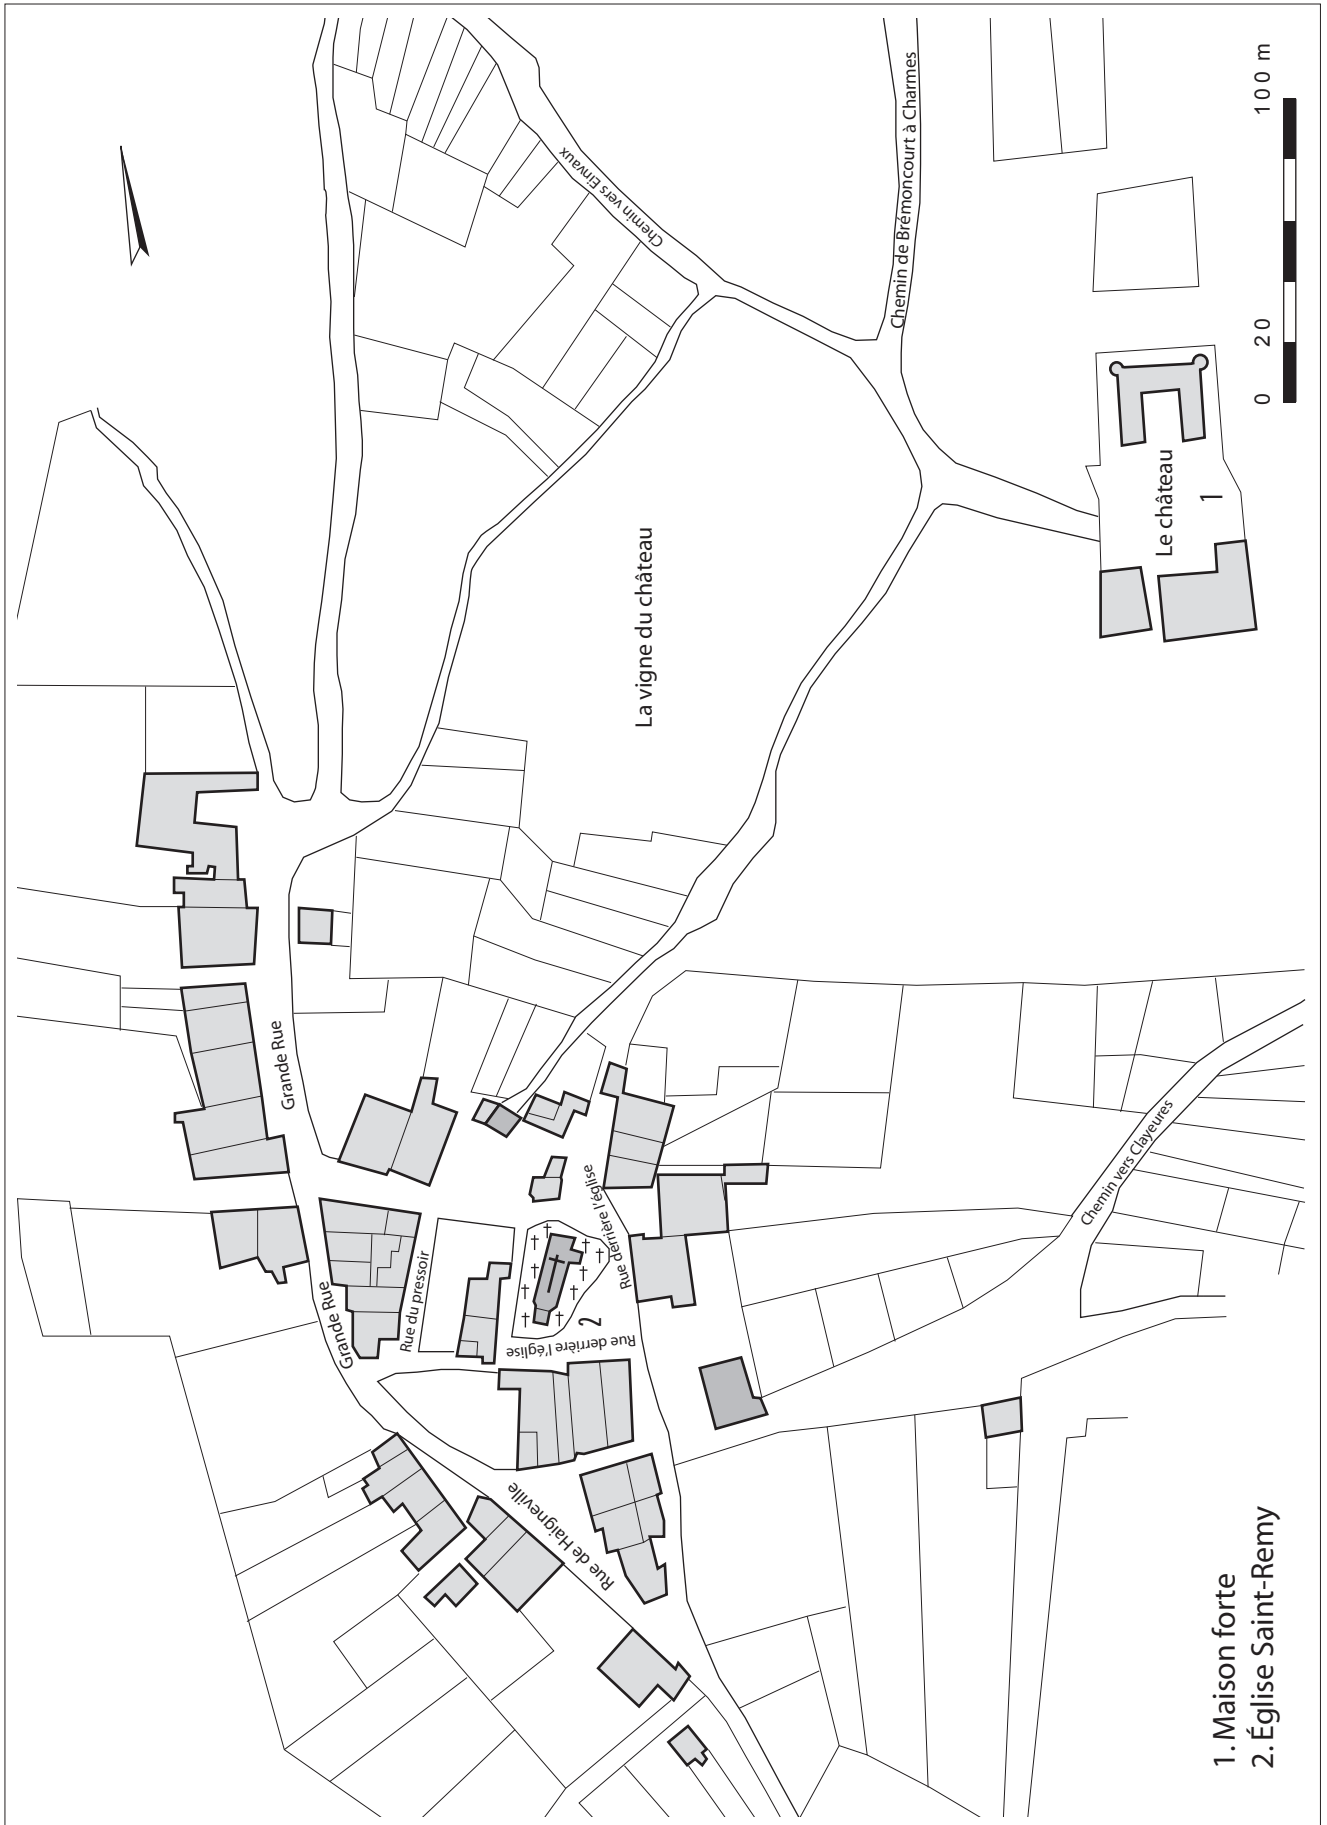 Chemin vers Einvaux
Chemin de Brémoncourt à Charmes
0 20 100 m
La vigne du château
Le château
1
Grande Rue
Grande Rue
Rue du pressoir
Rue derrière l'église
Rue derrière l'église
2
Chemin vers Clayeures
Rue de Haigneville
1. Maison forte
2. Église Saint-Remy